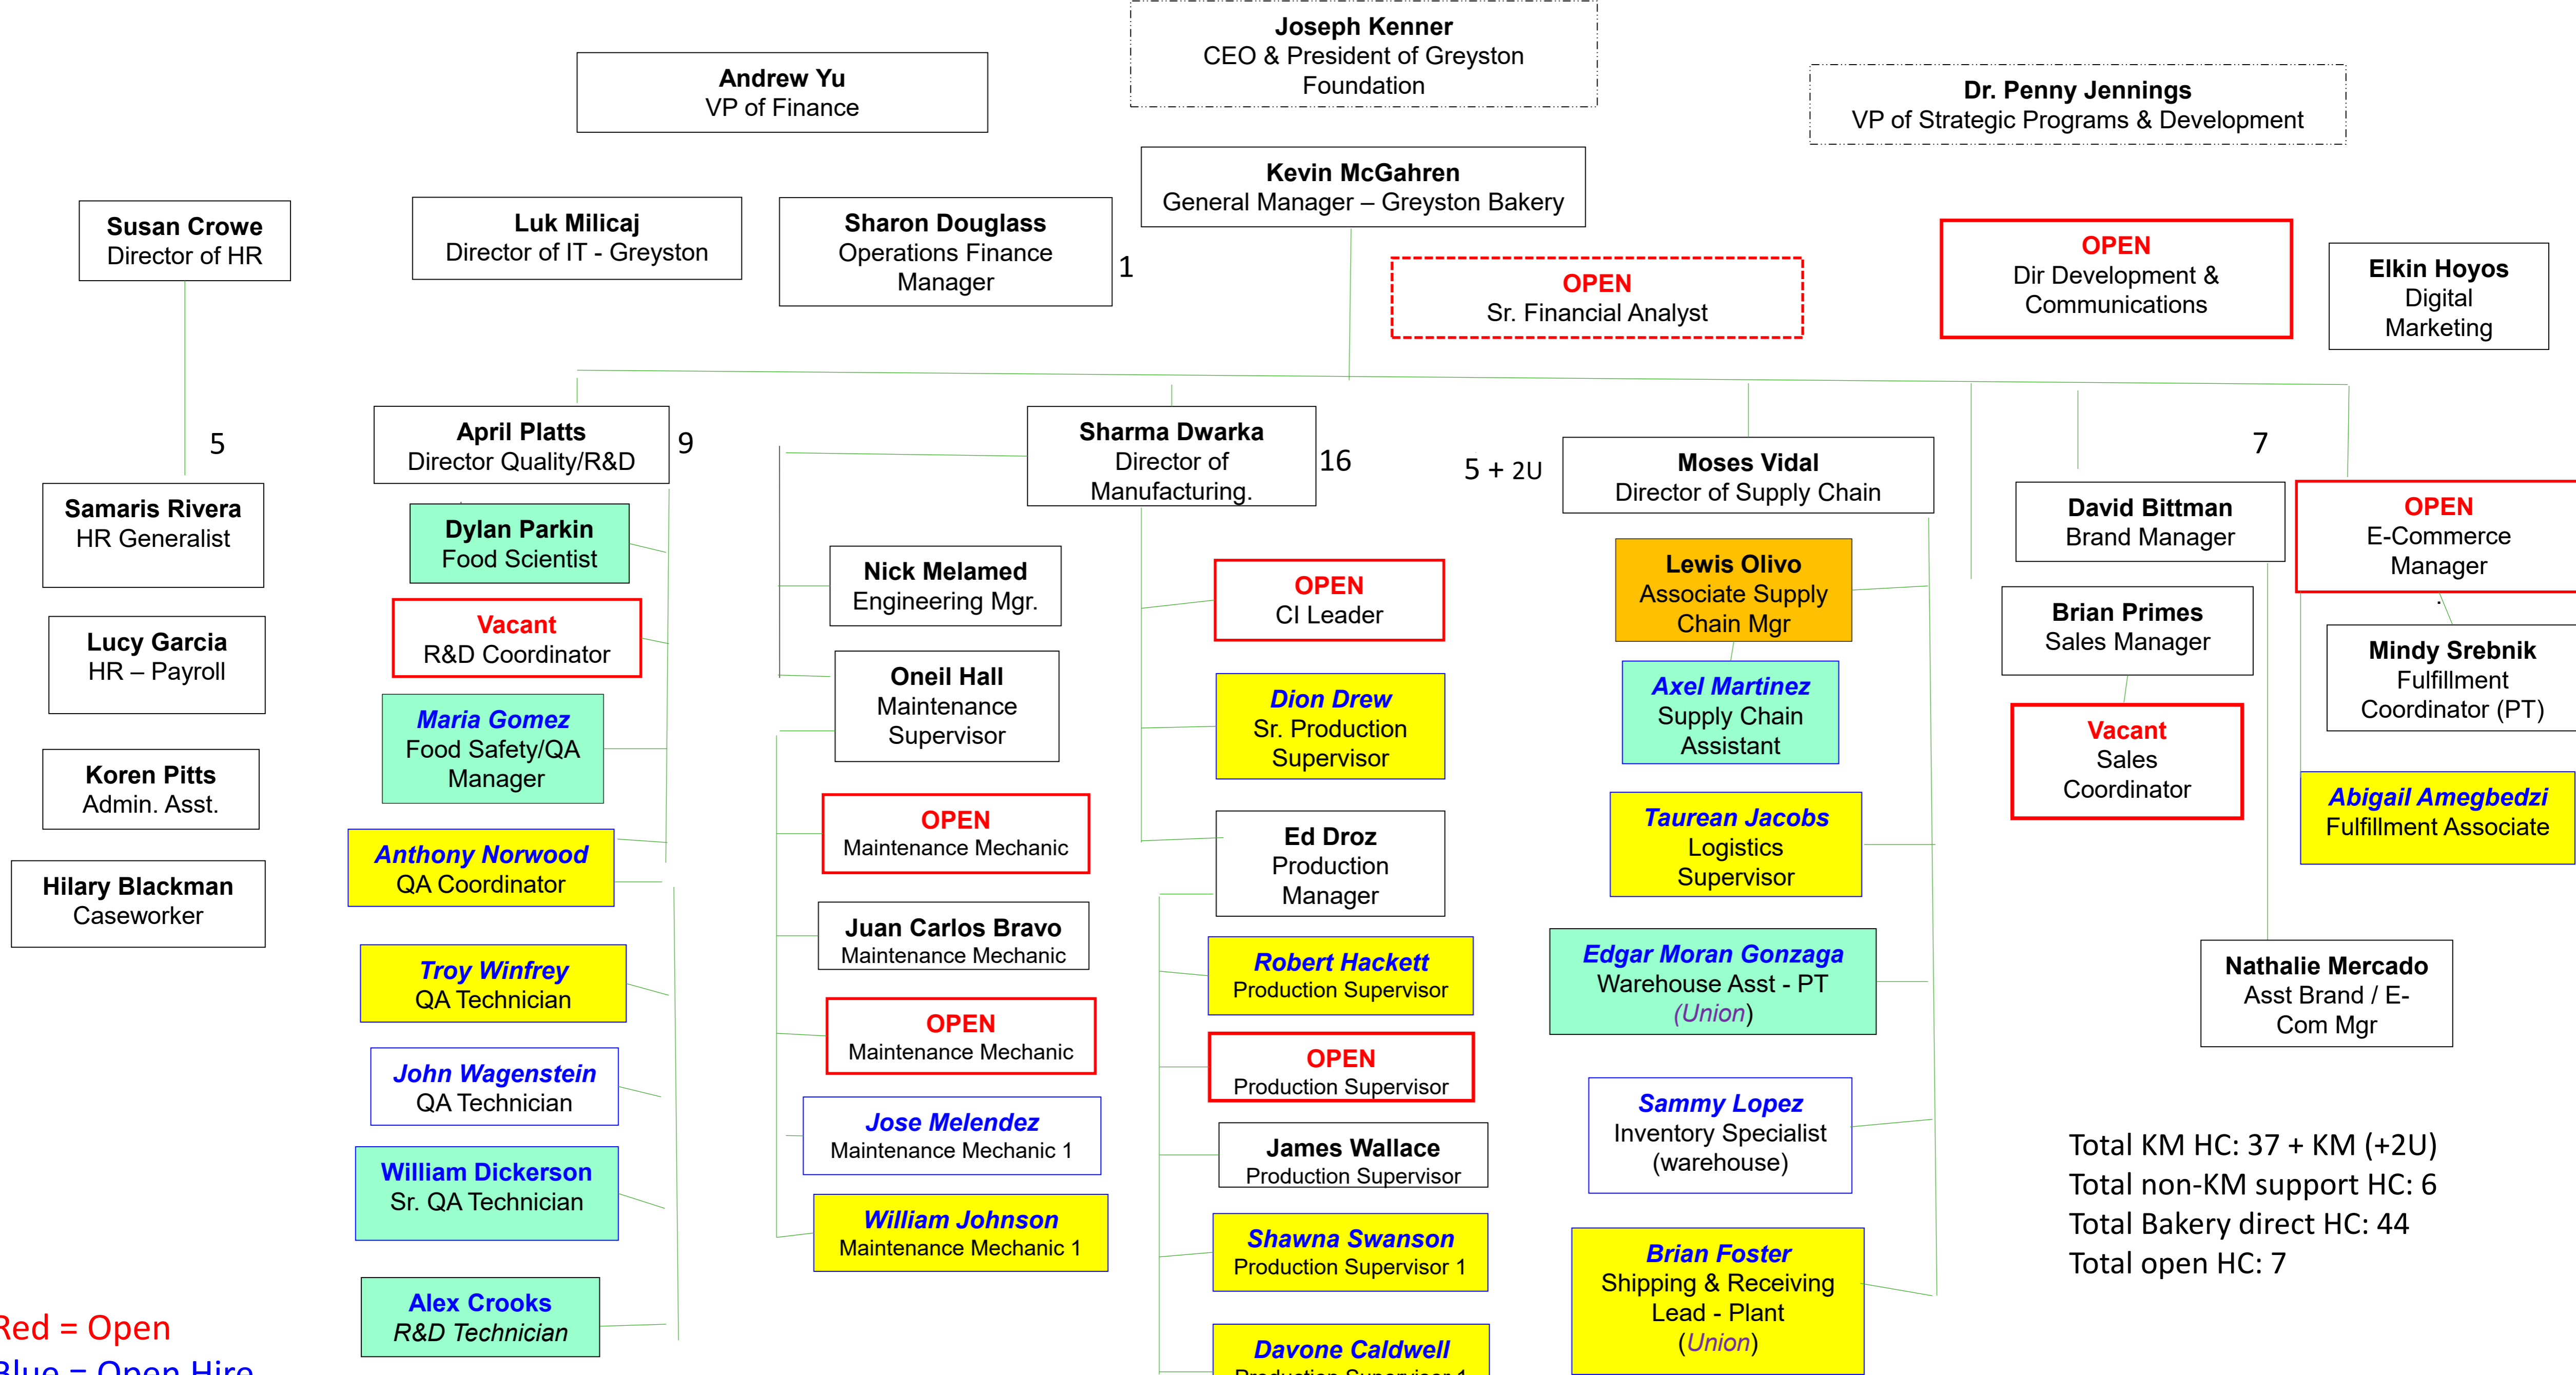 Joseph Kenner
CEO & President of Greyston
Foundation
Andrew Yu
VP of Finance
Dr. Penny Jennings
VP of Strategic Programs & Development
Kevin McGahren
General Manager – Greyston Bakery
Susan Crowe
Director of HR
Luk Milicaj
Director of IT - Greyston
Sharon Douglass
Operations Finance
Manager
1
OPEN
Sr. Financial Analyst
OPEN
Dir Development &
Communications
Elkin Hoyos
Digital
Marketing
5
Samaris Rivera
HR Generalist
Lucy Garcia
HR – Payroll
Koren Pitts
Admin. Asst.
Hilary Blackman
Caseworker
April Platts
Director Quality/R&D
9
Dylan Parkin
Food Scientist
Vacant
R&D Coordinator
Maria Gomez
Food Safety/QA
Manager
Anthony Norwood
QA Coordinator
Troy Winfrey
QA Technician
John Wagenstein
QA Technician
William Dickerson
Sr. QA Technician
Alex Crooks
R&D Technician
Sharma Dwarka
Director of
Manufacturing.
16
Nick Melamed
Engineering Mgr.
Oneil Hall
Maintenance
Supervisor
OPEN
Maintenance Mechanic
Juan Carlos Bravo
Maintenance Mechanic
OPEN
Maintenance Mechanic
Jose Melendez
Maintenance Mechanic 1
William Johnson
Maintenance Mechanic 1
OPEN
CI Leader
Dion Drew
Sr. Production
Supervisor
Ed Droz
Production
Manager
Robert Hackett
Production Supervisor
OPEN
Production Supervisor
James Wallace
Production Supervisor
Shawna Swanson
Production Supervisor 1
Davone Caldwell
Production Supervisor 1
5 + 2U
Moses Vidal
Director of Supply Chain
Lewis Olivo
Associate Supply
Chain Mgr
Axel Martinez
Supply Chain
Assistant
Taurean Jacobs
Logistics
Supervisor
Edgar Moran Gonzaga
Warehouse Asst - PT
(Union)
Sammy Lopez
Inventory Specialist
(warehouse)
Brian Foster
Shipping & Receiving
Lead - Plant
(Union)
7
David Bittman
Brand Manager
Brian Primes
Sales Manager
Vacant
Sales
Coordinator
OPEN
E-Commerce
Manager
.
Mindy Srebnik
Fulfillment
Coordinator (PT)
Abigail Amegbedzi
Fulfillment Associate
Nathalie Mercado
Asst Brand / E-
Com Mgr
Total KM HC: 37 + KM (+2U)
Total non-KM support HC: 6
Total Bakery direct HC: 44
Total open HC: 7
Red = Open
Blue = Open Hire